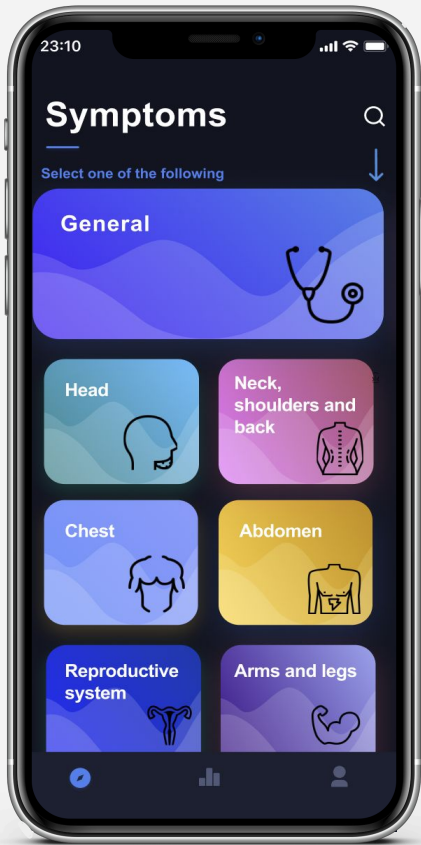 23:10
Symptoms
Select one of the following
General
Head
Neck,
shoulders and
back
Chest
Abdomen
Reproductive
system
Arms and legs